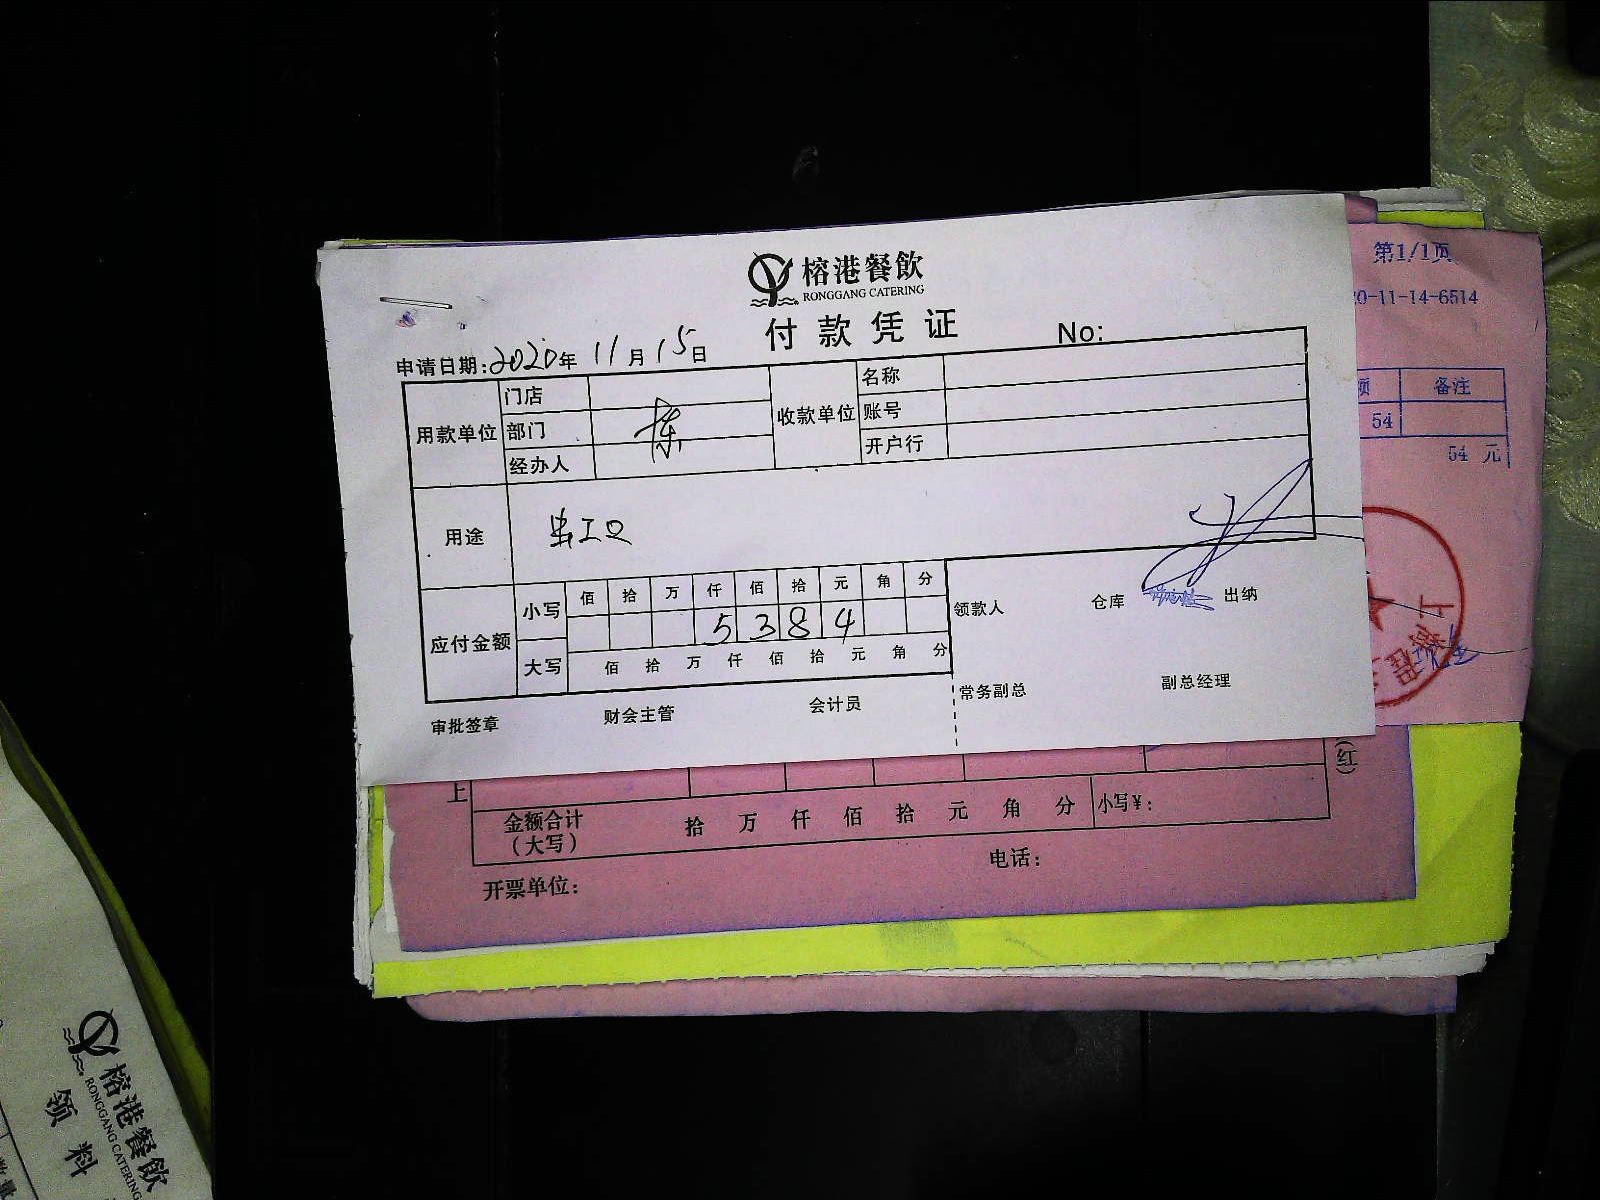 榕港餐飲
RONGGANG CATERING
付款凭证
No:
申请日期:2020年 11月 15日
用款单位
门店
部门
经办人
陈
收款单位
名称
账号
开户行
用途
应付金额
小写
佰 拾 万 仟 佰 拾 元 角 分
5 3 8 4
大写
佰 拾 万 仟 佰 拾 元 角 分
领款人 仓库 出纳
审批签章 财会主管 会计员 常务副总 副总经理
第1/1页
0-11-14-6514
额 备注
54
54 元
上
(红)
金额合计
(大写)
拾 万 仟 佰 拾 元 角 分
小写¥:
开票单位:
电话:
榕港餐飲
RONGGANG CATERING
领料